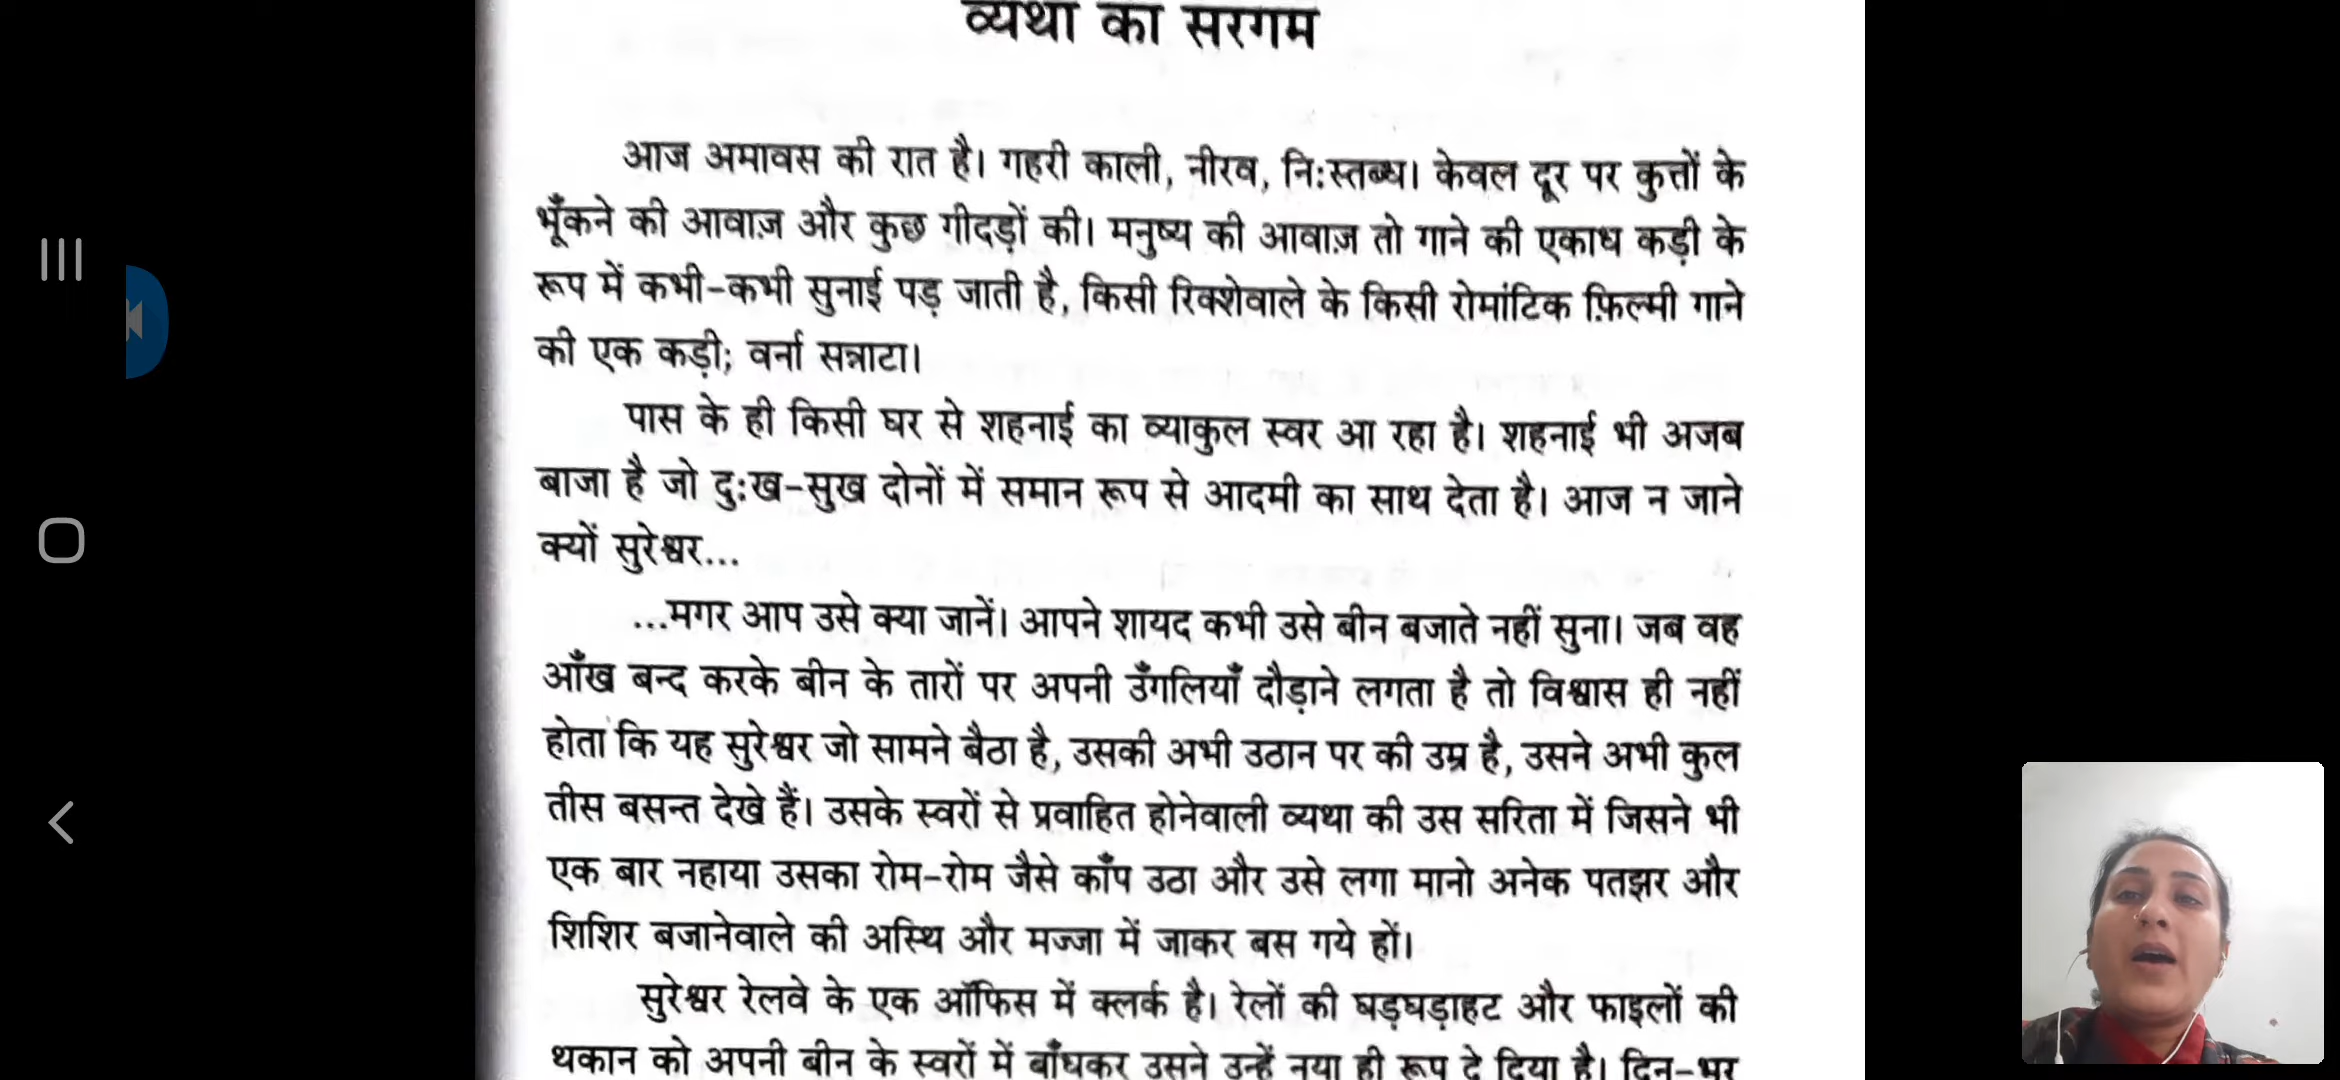 व्यथा का सरगम
आज अमावस की रात है। गहरी काली, नीरव, नि:स्तब्ध। केवल दूर पर कुत्तों के
भूँकने की आवाज़ और कुछ गीदड़ों की। मनुष्य की आवाज़ तो गाने की एकाध कड़ी के
रूप में कभी-कभी सुनाई पड़ जाती है, किसी रिक्शेवाले के किसी रोमांटिक फ़िल्मी गाने
की एक कड़ी; वर्ना सन्नाटा।
पास के ही किसी घर से शहनाई का व्याकुल स्वर आ रहा है। शहनाई भी अजब
बाजा है जो दु:ख-सुख दोनों में समान रूप से आदमी का साथ देता है। आज न जाने
क्यों सुरेश्वर...
...मगर आप उसे क्या जानें। आपने शायद कभी उसे बीन बजाते नहीं सुना। जब वह
आँख बन्द करके बीन के तारों पर अपनी उँगलियाँ दौड़ाने लगता है तो विश्वास ही नहीं
होता कि यह सुरेश्वर जो सामने बैठा है, उसकी अभी उठान पर की उम्र है, उसने अभी कुल
तीस बसन्त देखे हैं। उसके स्वरों से प्रवाहित होनेवाली व्यथा की उस सरिता में जिसने भी
एक बार नहाया उसका रोम-रोम जैसे काँप उठा और उसे लगा मानो अनेक पतझर और
शिशिर बजानेवाले की अस्थि और मज्जा में जाकर बस गये हों।
सुरेश्वर रेलवे के एक ऑफिस में क्लर्क है। रेलों की घड़घड़ाहट और फाइलों की
थकान को अपनी बीन के स्वरों में बाँधकर उसने उन्हें नया ही रूप दे दिया है। दिन-भर